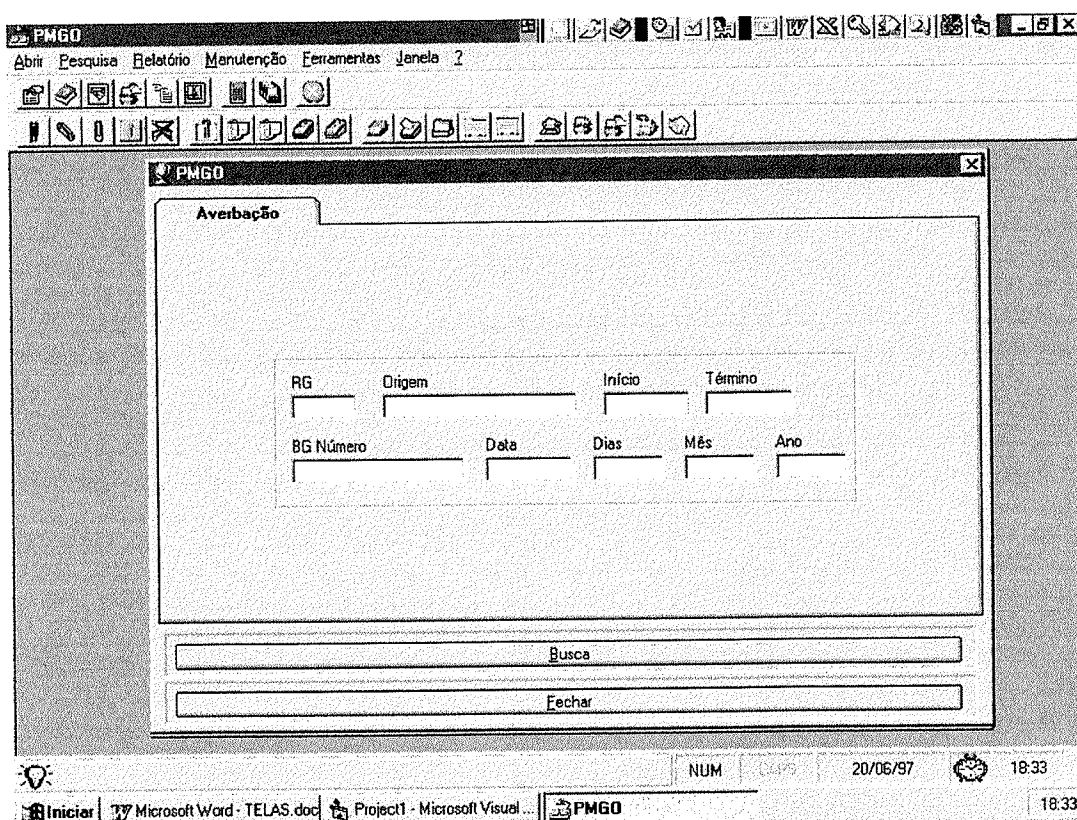 PMGO
Abrir Pesquisa Relatório Manutenção Ferramentas Janela ?
PMGO
Averbação
RG Origem Início Término
BG Número Data Dias Mês Ano
Busca
Fechar
NUM CAPS 20/06/97 18:33
Iniciar Microsoft Word - TELAS.doc Project1 - Microsoft Visual ... PMGO 18:33